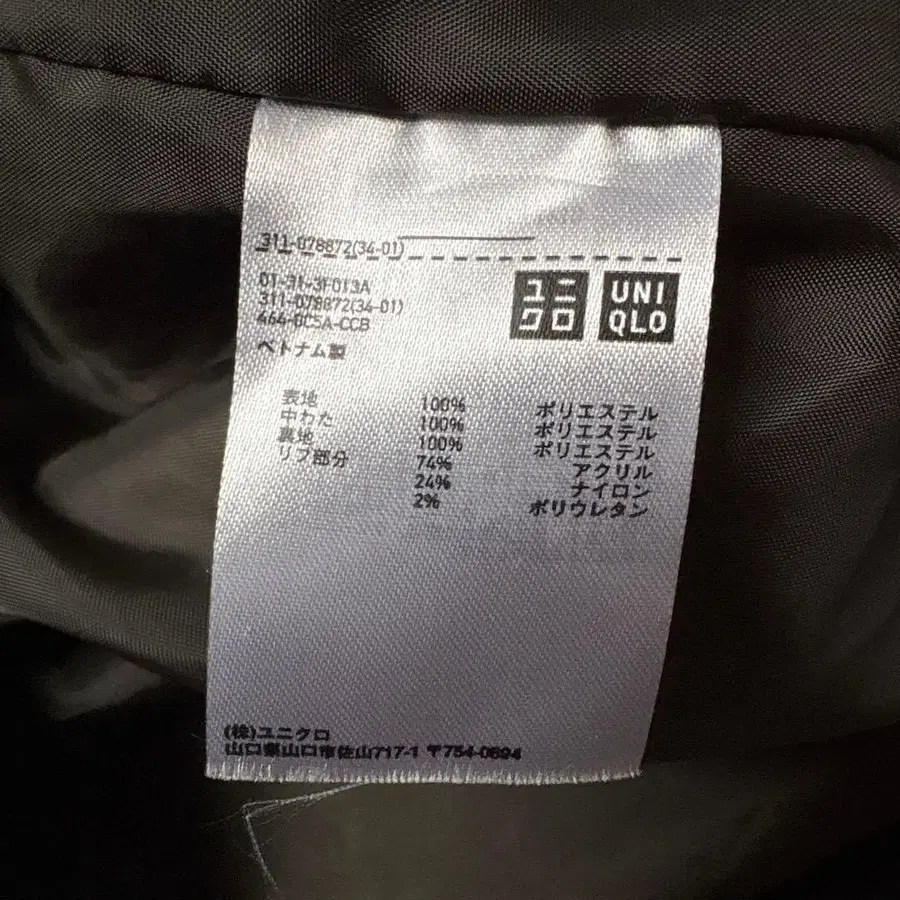 311-078872(34-01)
01-31-3F013A
311-078872(34-01)
464-GC5A-CCB
ベトナム製
ユニ
クロ
UNI
QLO
表地 100% ポリエステル
中わた 100% ポリエステル
裏地 100% ポリエステル
リブ部分 74% アクリル
24% ナイロン
2% ポリウレタン
(株)ユニクロ
山口県山口市佐山717-1 〒754-0894